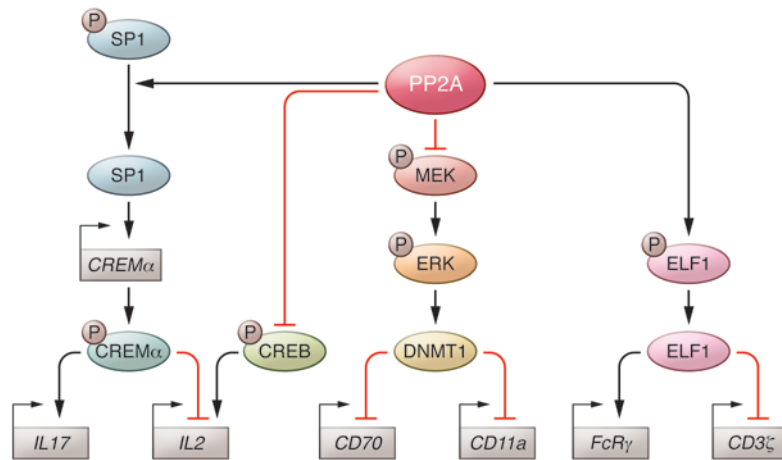 P
SP1
PP2A
SP1
P
MEK
CREMα
P
ERK
P
ELF1
P
CREMα
P
CREB
DNMT1
ELF1
IL17
IL2
CD70
CD11a
FcRγ
CD3ζ